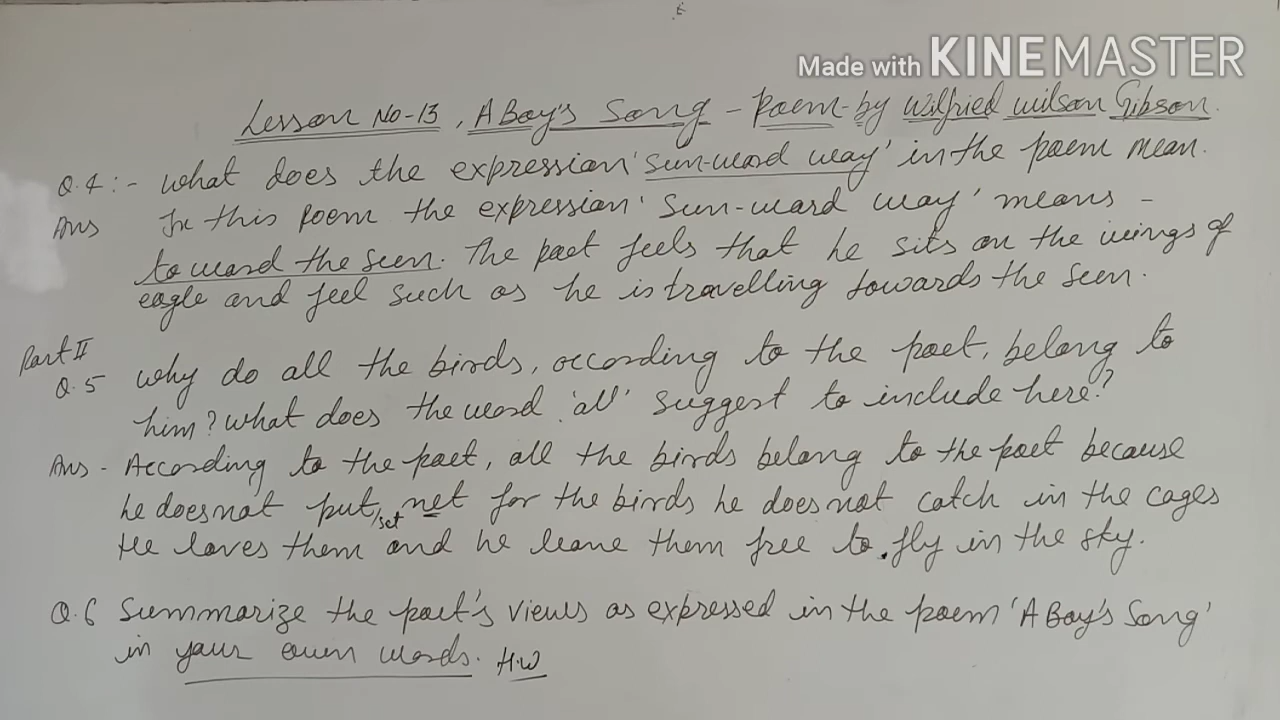 Made with KINEMASTER
Lesson No-13, A Boy's Song - Poem - by Wilfried Wilson Gibson.
Q.4:- What does the expression 'sun-ward way' in the poem mean.
Ans In this poem the expression 'sun-ward way' means -
toward the sun. The poet feels that he sits on the wings of
eagle and feel such as he is travelling towards the sun.
Part II
Q.5 Why do all the birds, according to the poet, belong to
him? What does the word 'all' suggest to include here?
Ans - According to the poet, all the birds belong to the poet because
he does not put/set net for the birds he does not catch in the cages
He loves them and he leave them free to fly in the sky.
Q.6 Summarize the poet's views as expressed in the poem 'A Boy's Song'
in your own words. H.W